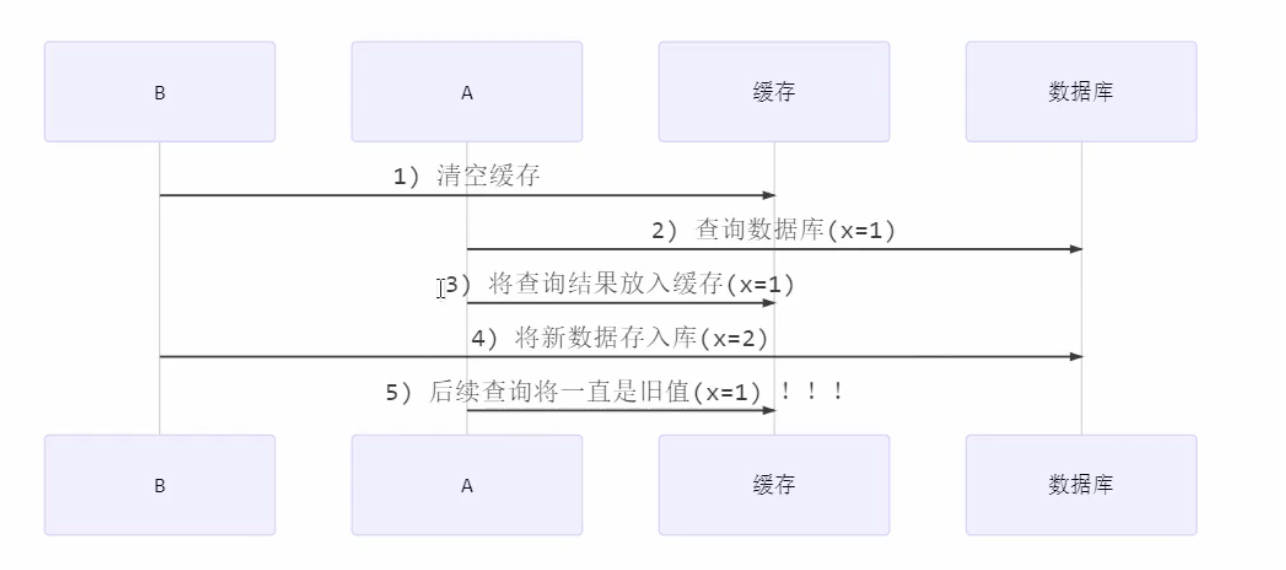 B
A
缓存
数据库
1) 清空缓存
2) 查询数据库(x=1)
3) 将查询结果放入缓存(x=1)
4) 将新数据存入库(x=2)
5) 后续查询将一直是旧值(x=1) ！！！
B
A
缓存
数据库